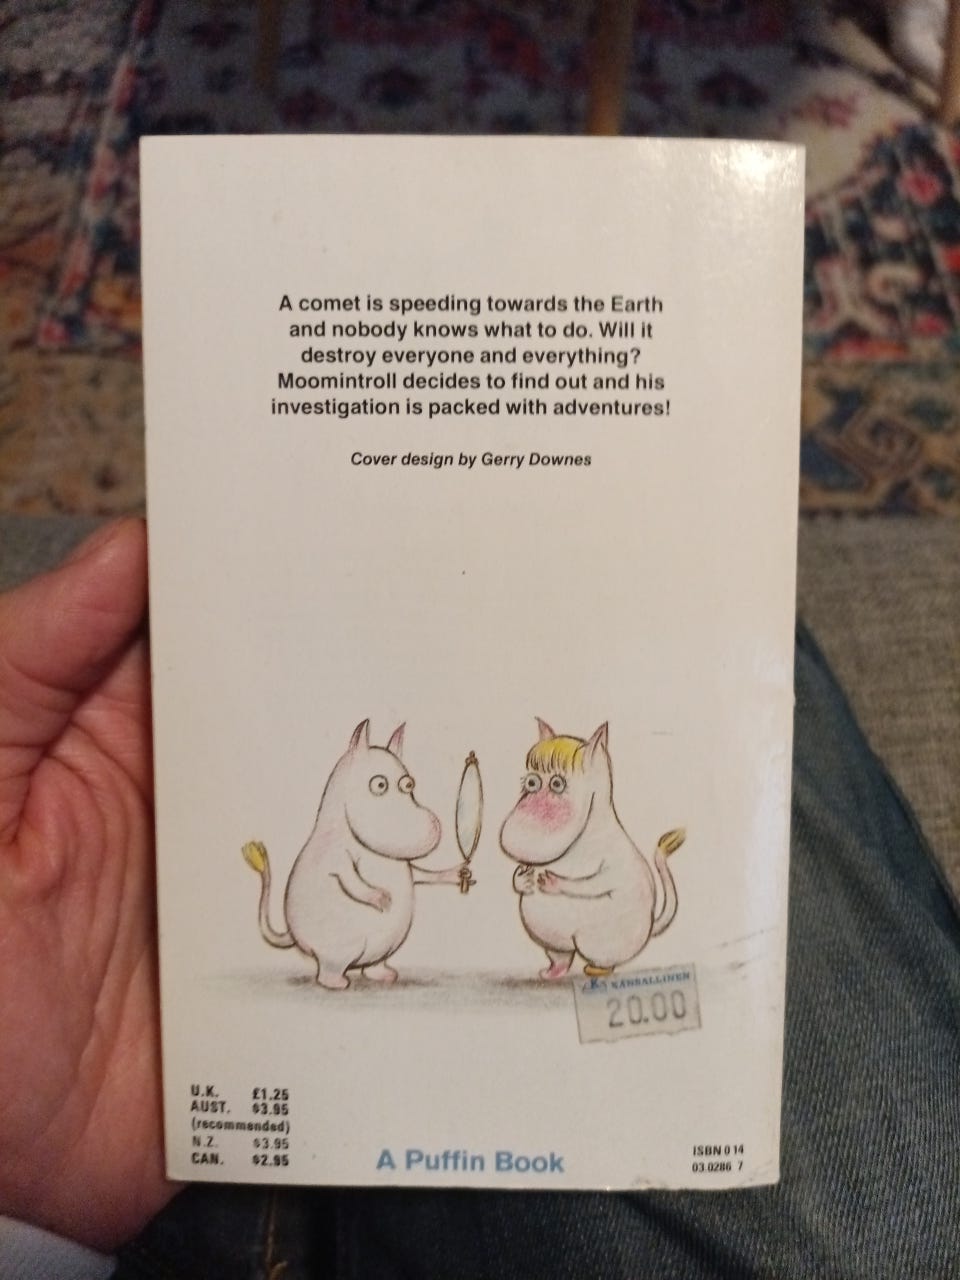 A comet is speeding towards the Earth
and nobody knows what to do. Will it
destroy everyone and everything?
Moomintroll decides to find out and his
investigation is packed with adventures!
Cover design by Gerry Downes
KANSALLINEN
20.00
U.K. £1.25
AUST. $3.95
(recommended)
N.Z. $3.95
CAN. $2.95
A Puffin Book
ISBN 0 14
03.0286 7